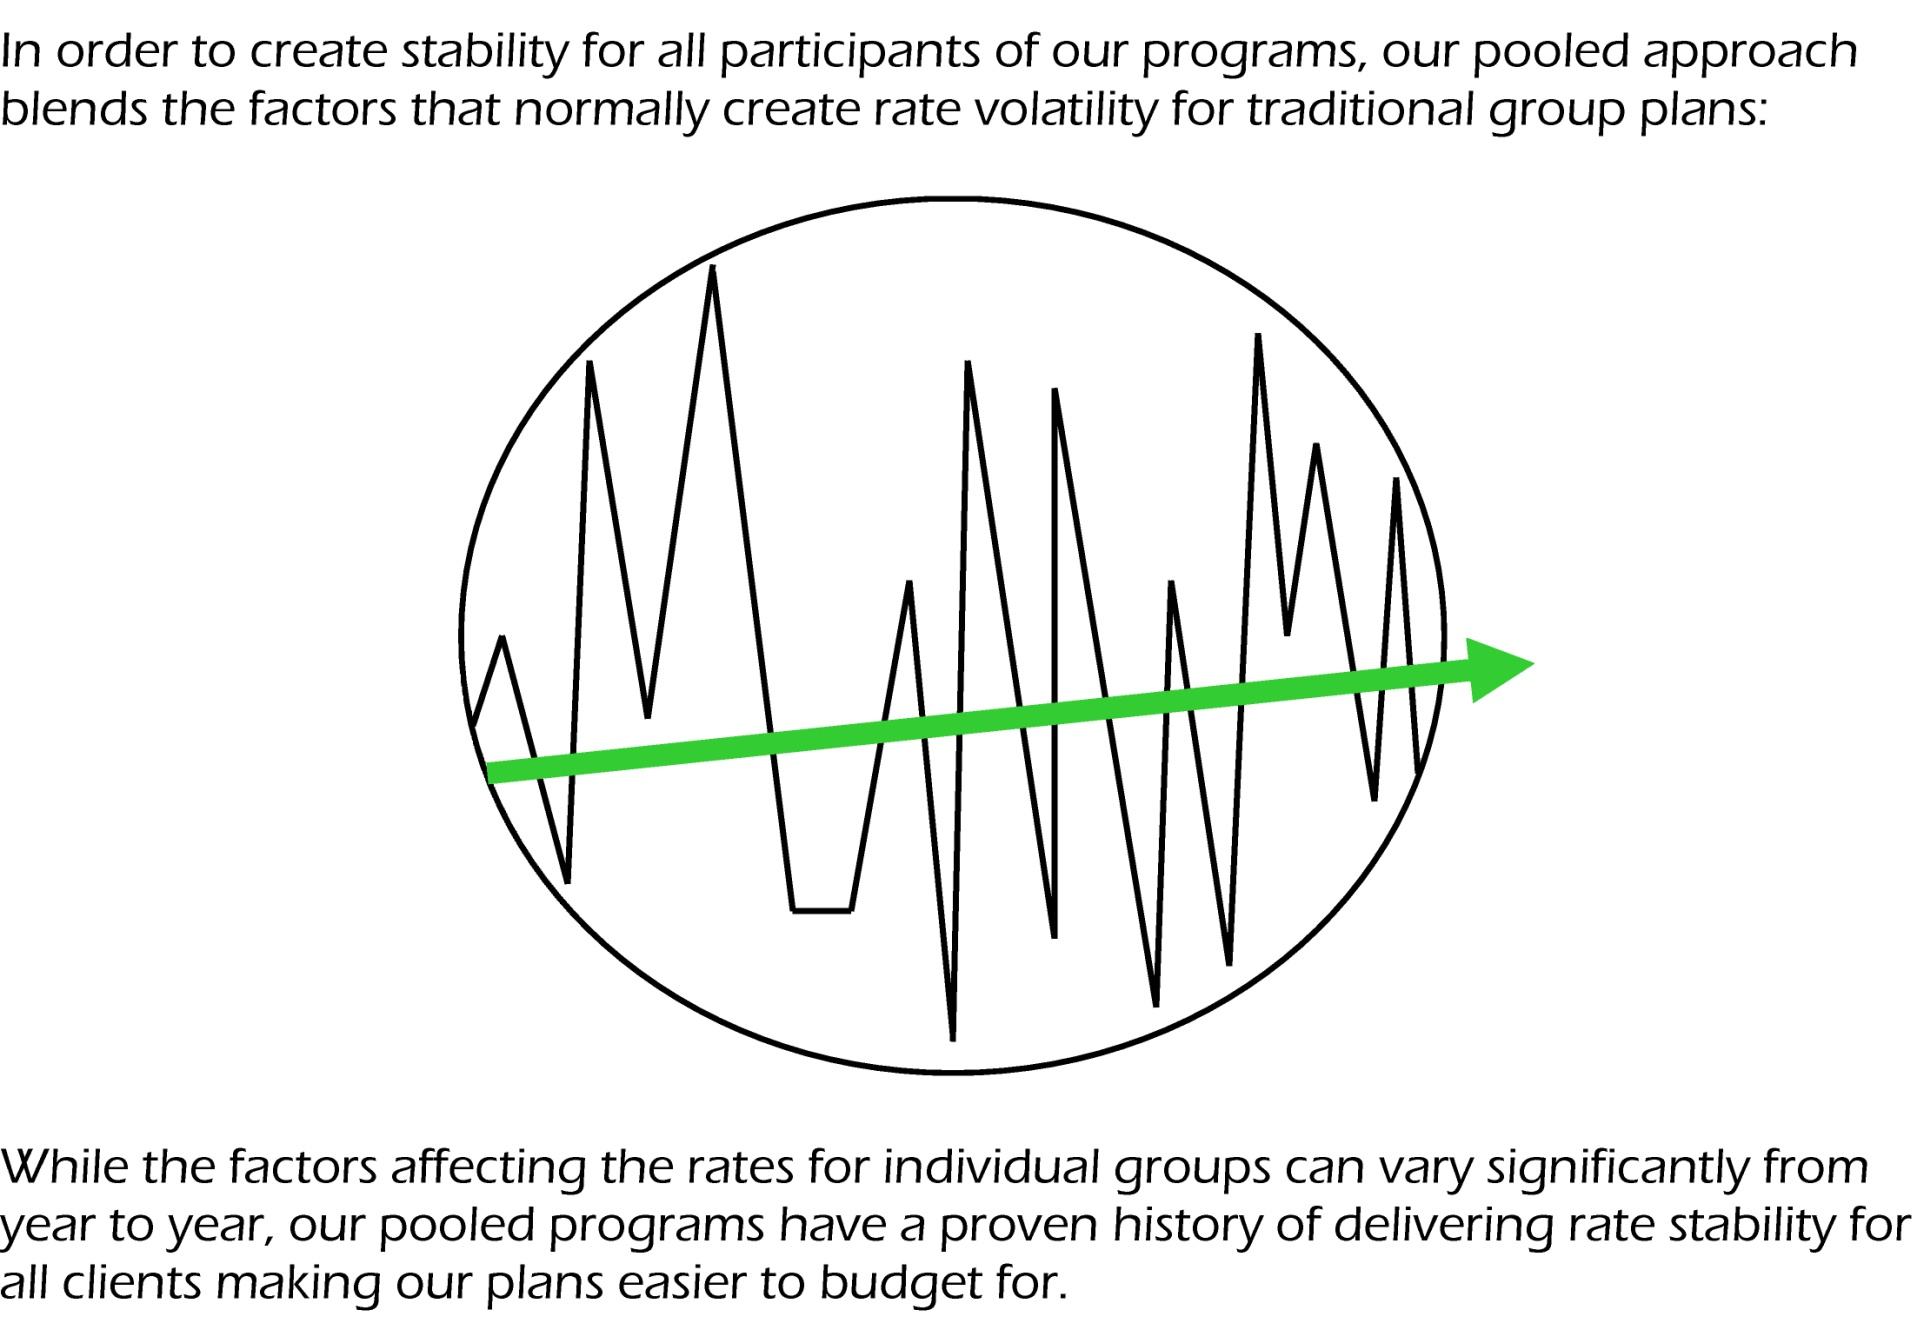 In order to create stability for all participants of our programs, our pooled approach
blends the factors that normally create rate volatility for traditional group plans:
While the factors affecting the rates for individual groups can vary significantly from
year to year, our pooled programs have a proven history of delivering rate stability for
all clients making our plans easier to budget for.